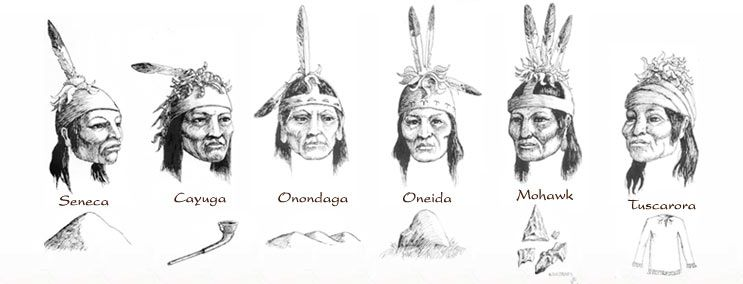 Seneca
Cayuga
Onondaga
Oneida
Mohawk
Tuscarora